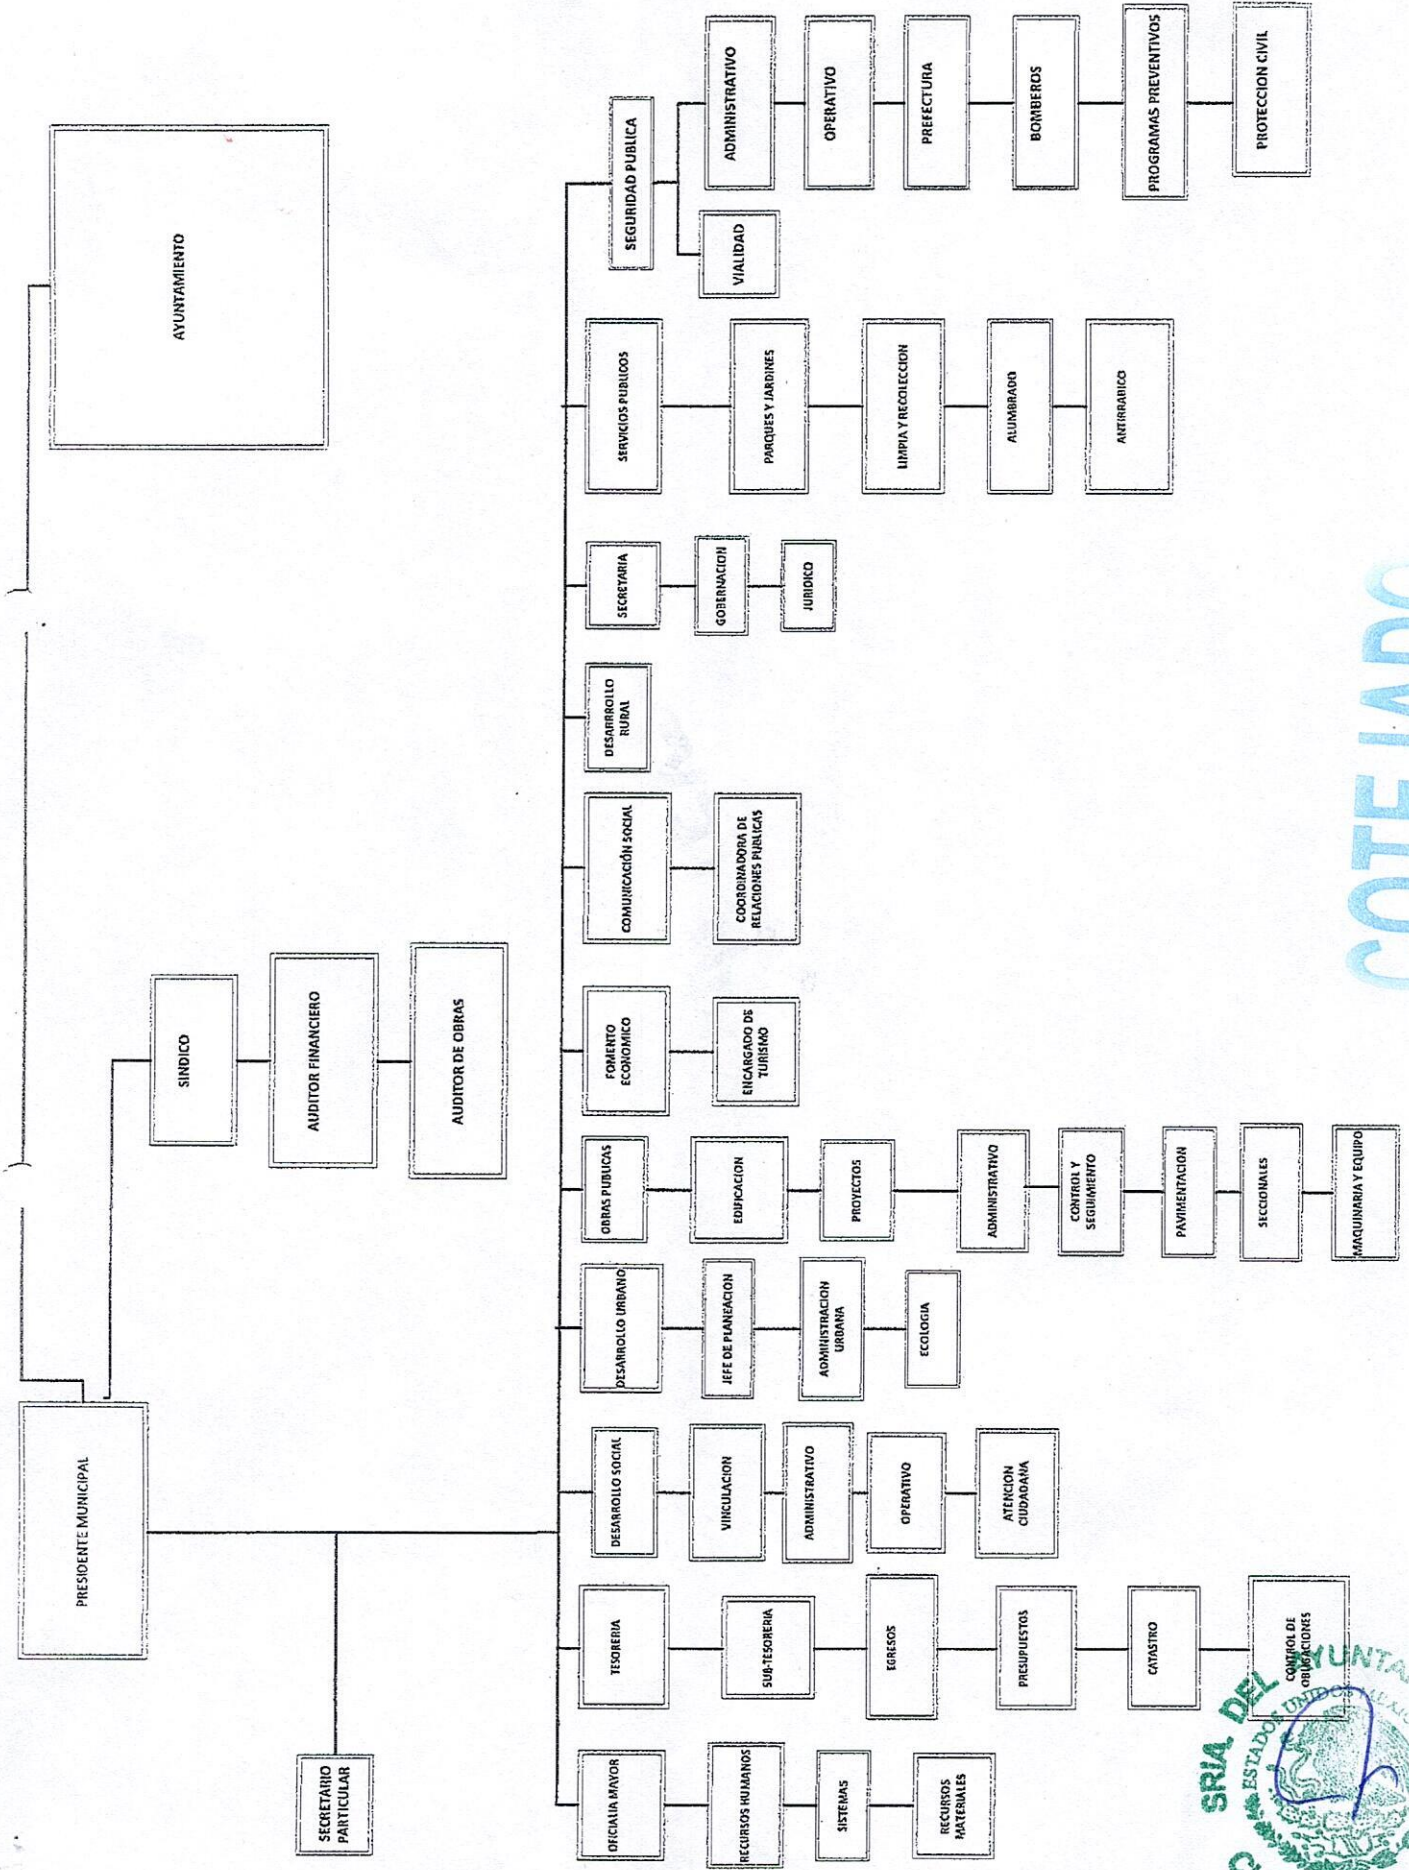 PRESIDENTE MUNICIPAL
AYUNTAMIENTO
SINDICO
AUDITOR FINANCIERO
AUDITOR DE OBRAS
SECRETARIO
PARTICULAR
OFICIALIA MAYOR
RECURSOS HUMANOS
SISTEMAS
RECURSOS
MATERIALES
TESORERIA
SUB-TESORERIA
EGRESOS
PRESUPUESTOS
CATASTRO
CONTROL DE
OBLIGACIONES
DESARROLLO SOCIAL
VINCULACION
ADMINISTRATIVO
OPERATIVO
ATENCION
CIUDADANA
DESARROLLO URBANO
JEFE DE PLANEACION
ADMINISTRACION
URBANA
ECOLOGIA
OBRAS PUBLICAS
EDIFICACION
PROYECTOS
ADMINISTRATIVO
CONTROL Y
SEGUIMIENTO
PAVIMENTACION
SECCIONALES
MAQUINARIA Y EQUIPO
FOMENTO
ECONOMICO
ENCARGADO DE
TURISMO
COMUNICACIÓN SOCIAL
COORDINADORA DE
RELACIONES PUBLICAS
DESARRROLLO
RURAL
SECRETARIA
GOBERNACION
JURIDICO
SERVICIOS PUBLICOS
PARQUES Y JARDINES
LIMPIA Y RECOLECCION
ALUMBRADO
ANTIRRABICO
SEGURIDAD PUBLICA
VIALIDAD
ADMINISTRATIVO
OPERATIVO
PREFECTURA
BOMBEROS
PROGRAMAS PREVENTIVOS
PROTECCION CIVIL
COTEJADO
SRIA. DEL AYUNTA
ESTADOS UNIDOS MEXIC